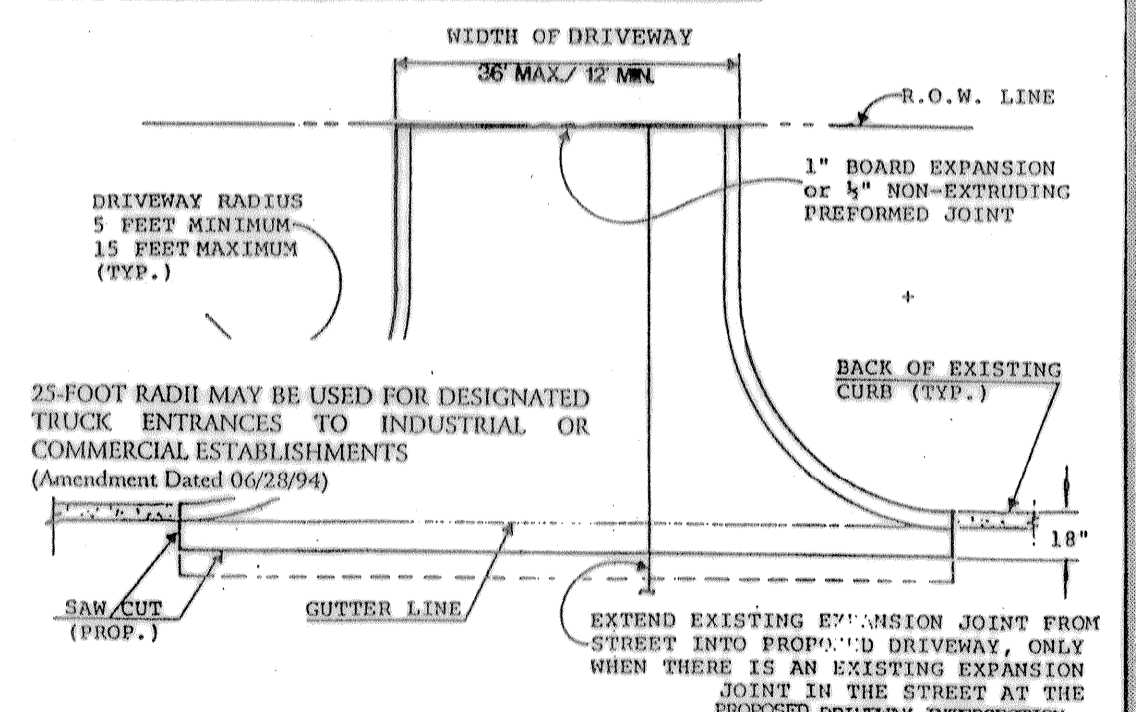 WIDTH OF DRIVEWAY
36' MAX./ 12' MIN.
R.O.W. LINE
1" BOARD EXPANSION
or ½" NON-EXTRUDING
PREFORMED JOINT
DRIVEWAY RADIUS
5 FEET MINIMUM
15 FEET MAXIMUM
(TYP.)
BACK OF EXISTING
CURB (TYP.)
25-FOOT RADII MAY BE USED FOR DESIGNATED
TRUCK ENTRANCES TO INDUSTRIAL OR
COMMERCIAL ESTABLISHMENTS
(Amendment Dated 06/28/94)
18"
SAW CUT
(PROP.)
GUTTER LINE
EXTEND EXISTING EXPANSION JOINT FROM
STREET INTO PROPOSED DRIVEWAY, ONLY
WHEN THERE IS AN EXISTING EXPANSION
JOINT IN THE STREET AT THE
PROPOSED